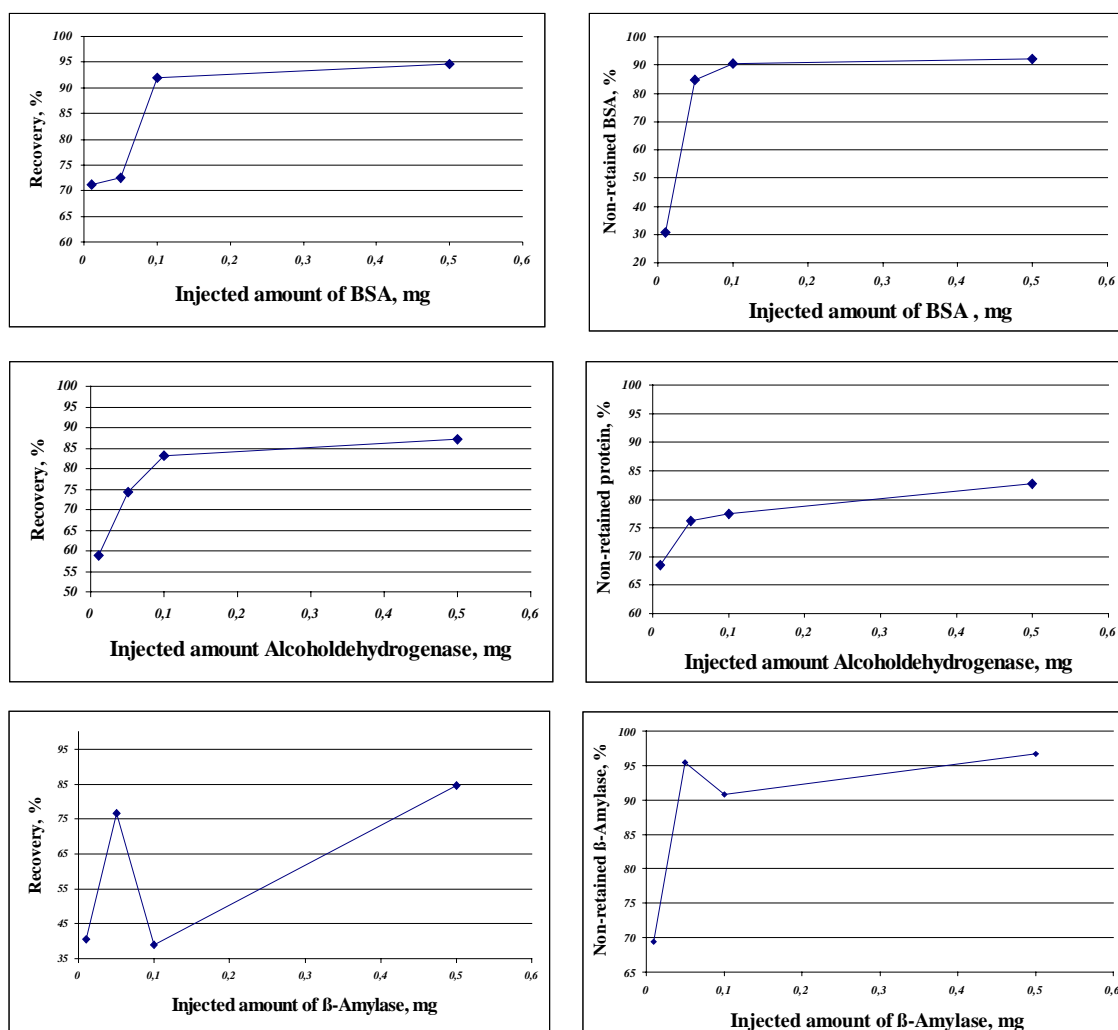 Recovery, %
100
95
90
85
80
75
70
65
60
0 0,1 0,2 0,3 0,4 0,5 0,6
Injected amount of BSA, mg
Non-retained BSA, %
100
90
80
70
60
50
40
30
20
0 0,1 0,2 0,3 0,4 0,5 0,6
Injected amount of BSA , mg
Recovery, %
100
95
90
85
80
75
70
65
60
55
50
0 0,1 0,2 0,3 0,4 0,5 0,6
Injected amount Alcoholdehydrogenase, mg
Non-retained protein, %
100
95
90
85
80
75
70
65
60
0 0,1 0,2 0,3 0,4 0,5 0,6
Injected amount Alcoholdehydrogenase, mg
Recovery, %
95
85
75
65
55
45
35
0 0,1 0,2 0,3 0,4 0,5 0,6
Injected amount of ß-Amylase, mg
Non-retained ß-Amylase, %
100
95
90
85
80
75
70
65
0 0,1 0,2 0,3 0,4 0,5 0,6
Injected amount of ß-Amylase, mg